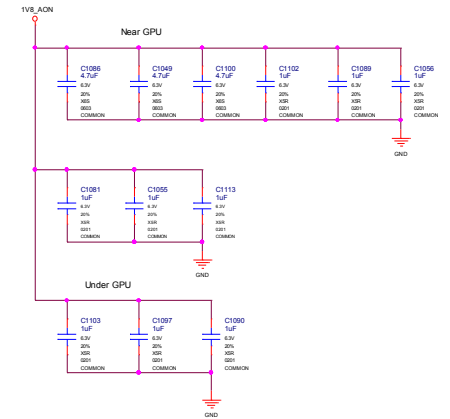 1V8_AON
Near GPU
C1086 C1049 C1100 C1102 C1089 C1056
4.7uF 4.7uF 4.7uF 1uF 1uF 1uF
6.3V 6.3V 6.3V 6.3V 6.3V 6.3V
20% 20% 20% 20% 20% 20%
X6S X6S X6S X5R X5R X5R
0603 0603 0603 0201 0201 0201
COMMON COMMON COMMON COMMON COMMON COMMON
GND
C1081 C1055 C1113
1uF 1uF 1uF
6.3V 6.3V 6.3V
20% 20% 20%
X5R X5R X5R
0201 0201 0201
COMMON COMMON COMMON
GND
Under GPU
C1103 C1097 C1090
1uF 1uF 1uF
6.3V 6.3V 6.3V
20% 20% 20%
X5R X5R X5R
0201 0201 0201
COMMON COMMON COMMON
GND